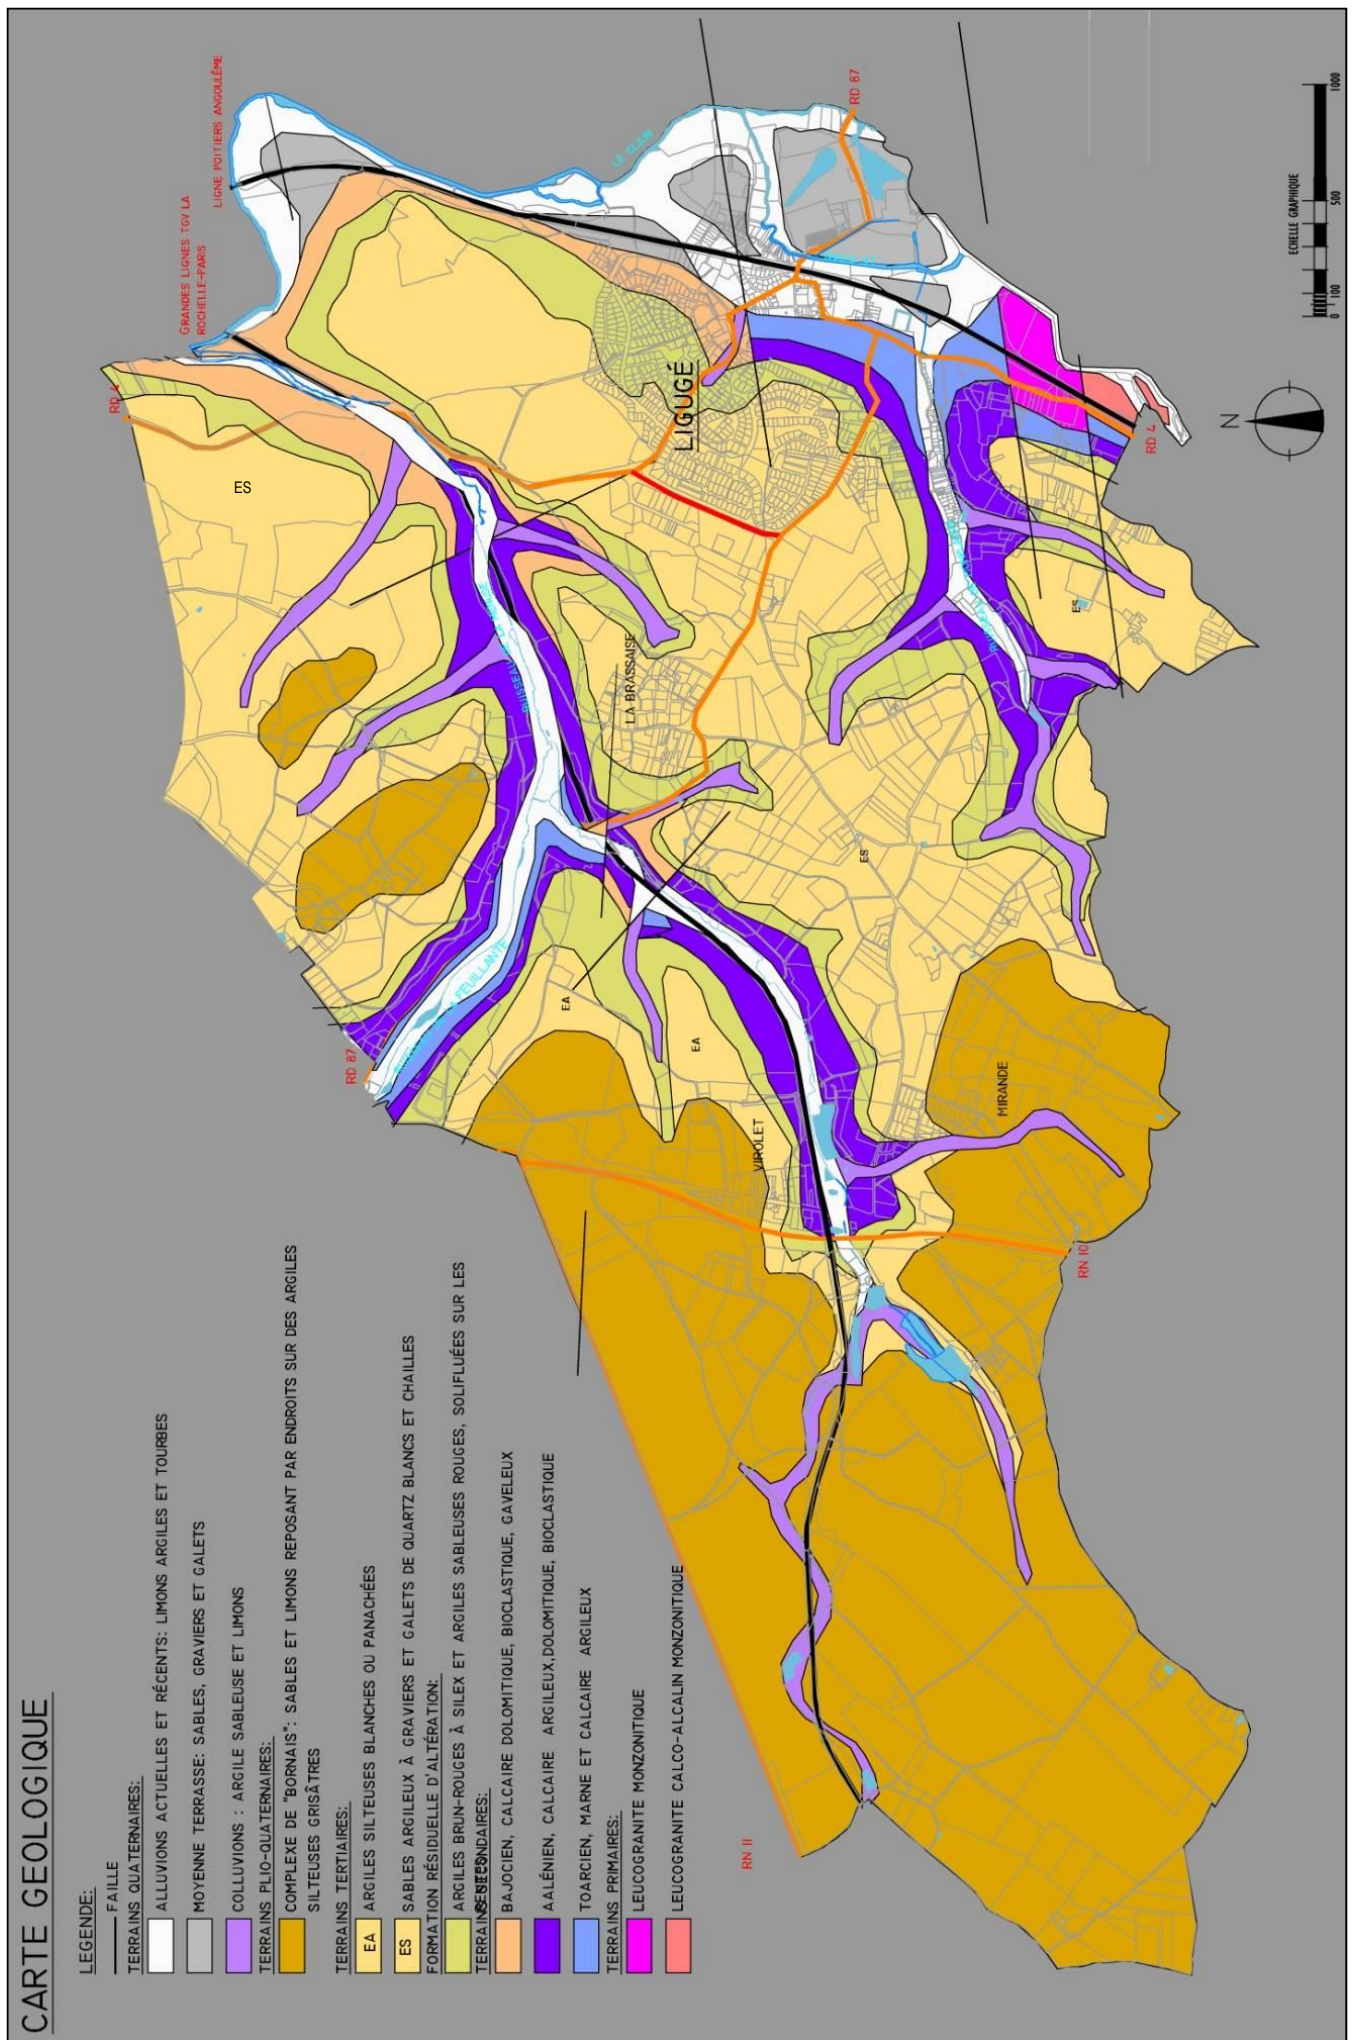 CARTE GEOLOGIQUE
LEGENDE:
FAILLE
TERRAINS QUATERNAIRES:
ALLUVIONS ACTUELLES ET RÉCENTS: LIMONS ARGILES ET TOURBES
MOYENNE TERRASSE: SABLES, GRAVIERS ET GALETS
COLLUVIONS : ARGILE SABLEUSE ET LIMONS
TERRAINS PLIO-QUATERNAIRES:
COMPLEXE DE "BORNAIS": SABLES ET LIMONS REPOSANT PAR ENDROITS SUR DES ARGILES
SILTEUSES GRISÂTRES
TERRAINS TERTIAIRES:
EA ARGILES SILTEUSES BLANCHES OU PANACHÉES
ES SABLES ARGILEUX À GRAVIERS ET GALETS DE QUARTZ BLANCS ET CHAILLES
FORMATION RÉSIDUELLE D'ALTÉRATION:
ARGILES BRUN-ROUGES À SILEX ET ARGILES SABLEUSES ROUGES, SOLIFLUÉES SUR LES
TERRAINS SECONDAIRES:
BAJOCIEN, CALCAIRE DOLOMITIQUE, BIOCLASTIQUE, GAVELEUX
AALÉNIEN, CALCAIRE ARGILEUX,DOLOMITIQUE, BIOCLASTIQUE
TOARCIEN, MARNE ET CALCAIRE ARGILEUX
TERRAINS PRIMAIRES:
LEUCOGRANITE MONZONITIQUE
LEUCOGRANITE CALCO-ALCALIN MONZONITIQUE
RN 11
RD 87
LA FEUILLANTE
EA
EA
VIROLET
MIRANDE
RN 10
ES
RUISSEAU
LA BRASSAISE
ES
RD 4
ES
GRANDES LIGNES TGV LA
ROCHELLE-PARIS
LIGNE POITIERS ANGOULÊME
LE CLAIN
LIGUGÉ
RD 87
RD 4
N
ECHELLE GRAPHIQUE
0 100 500 1000